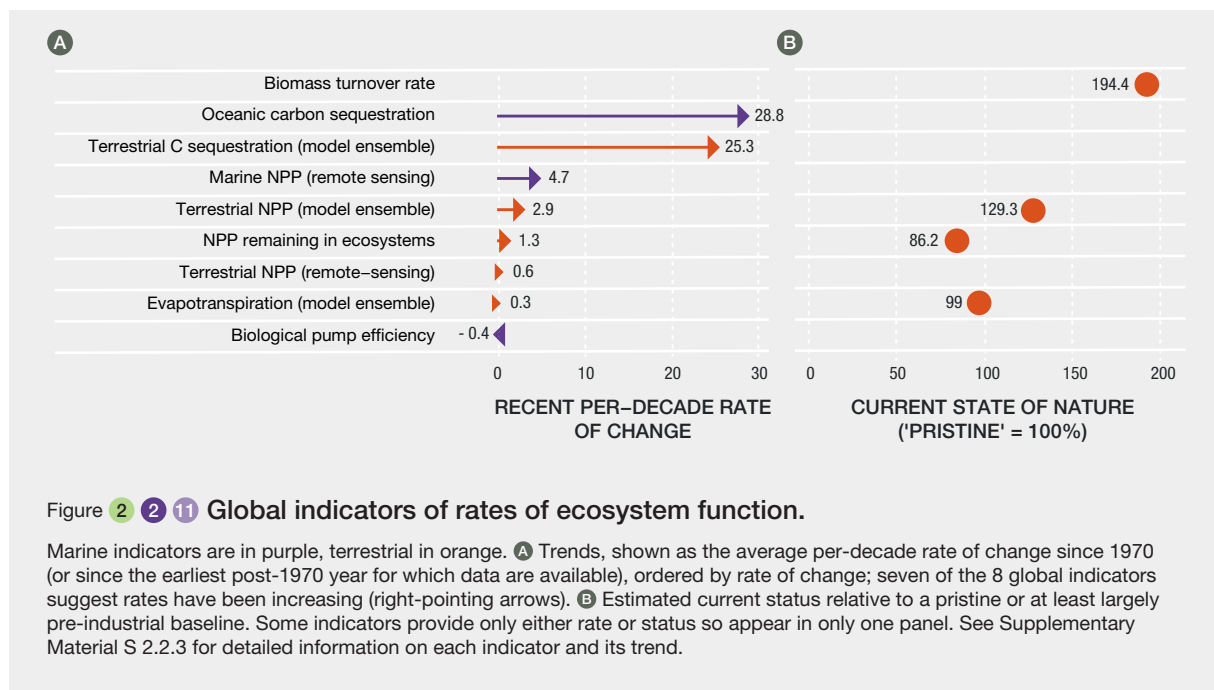 A
B
Biomass turnover rate
194.4
Oceanic carbon sequestration
28.8
Terrestrial C sequestration (model ensemble)
25.3
Marine NPP (remote sensing)
4.7
Terrestrial NPP (model ensemble)
2.9
129.3
NPP remaining in ecosystems
1.3
86.2
Terrestrial NPP (remote−sensing)
0.6
Evapotranspiration (model ensemble)
0.3
99
Biological pump efficiency
- 0.4
0 10 20 30
0 50 100 150 200
RECENT PER−DECADE RATE
OF CHANGE
CURRENT STATE OF NATURE
('PRISTINE' = 100%)
Figure 2 2 11 Global indicators of rates of ecosystem function.
Marine indicators are in purple, terrestrial in orange. A Trends, shown as the average per-decade rate of change since 1970
(or since the earliest post-1970 year for which data are available), ordered by rate of change; seven of the 8 global indicators
suggest rates have been increasing (right-pointing arrows). B Estimated current status relative to a pristine or at least largely
pre-industrial baseline. Some indicators provide only either rate or status so appear in only one panel. See Supplementary
Material S 2.2.3 for detailed information on each indicator and its trend.